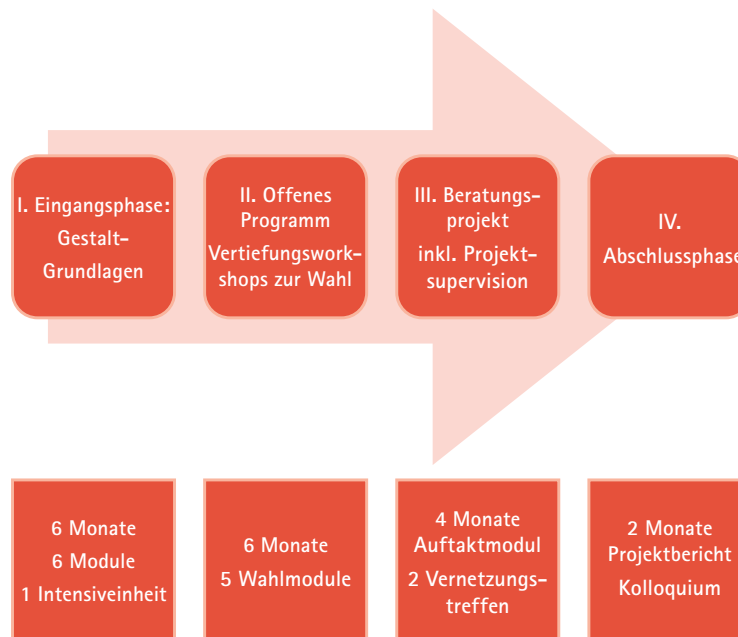 I. Eingangsphase:
Gestalt-
Grundlagen
II. Offenes
Programm
Vertiefungswork-
shops zur Wahl
III. Beratungs-
projekt
inkl. Projekt-
supervision
IV.
Abschlussphase
6 Monate
6 Module
1 Intensiveinheit
6 Monate
5 Wahlmodule
4 Monate
Auftaktmodul
2 Vernetzungs-
treffen
2 Monate
Projektbericht
Kolloquium